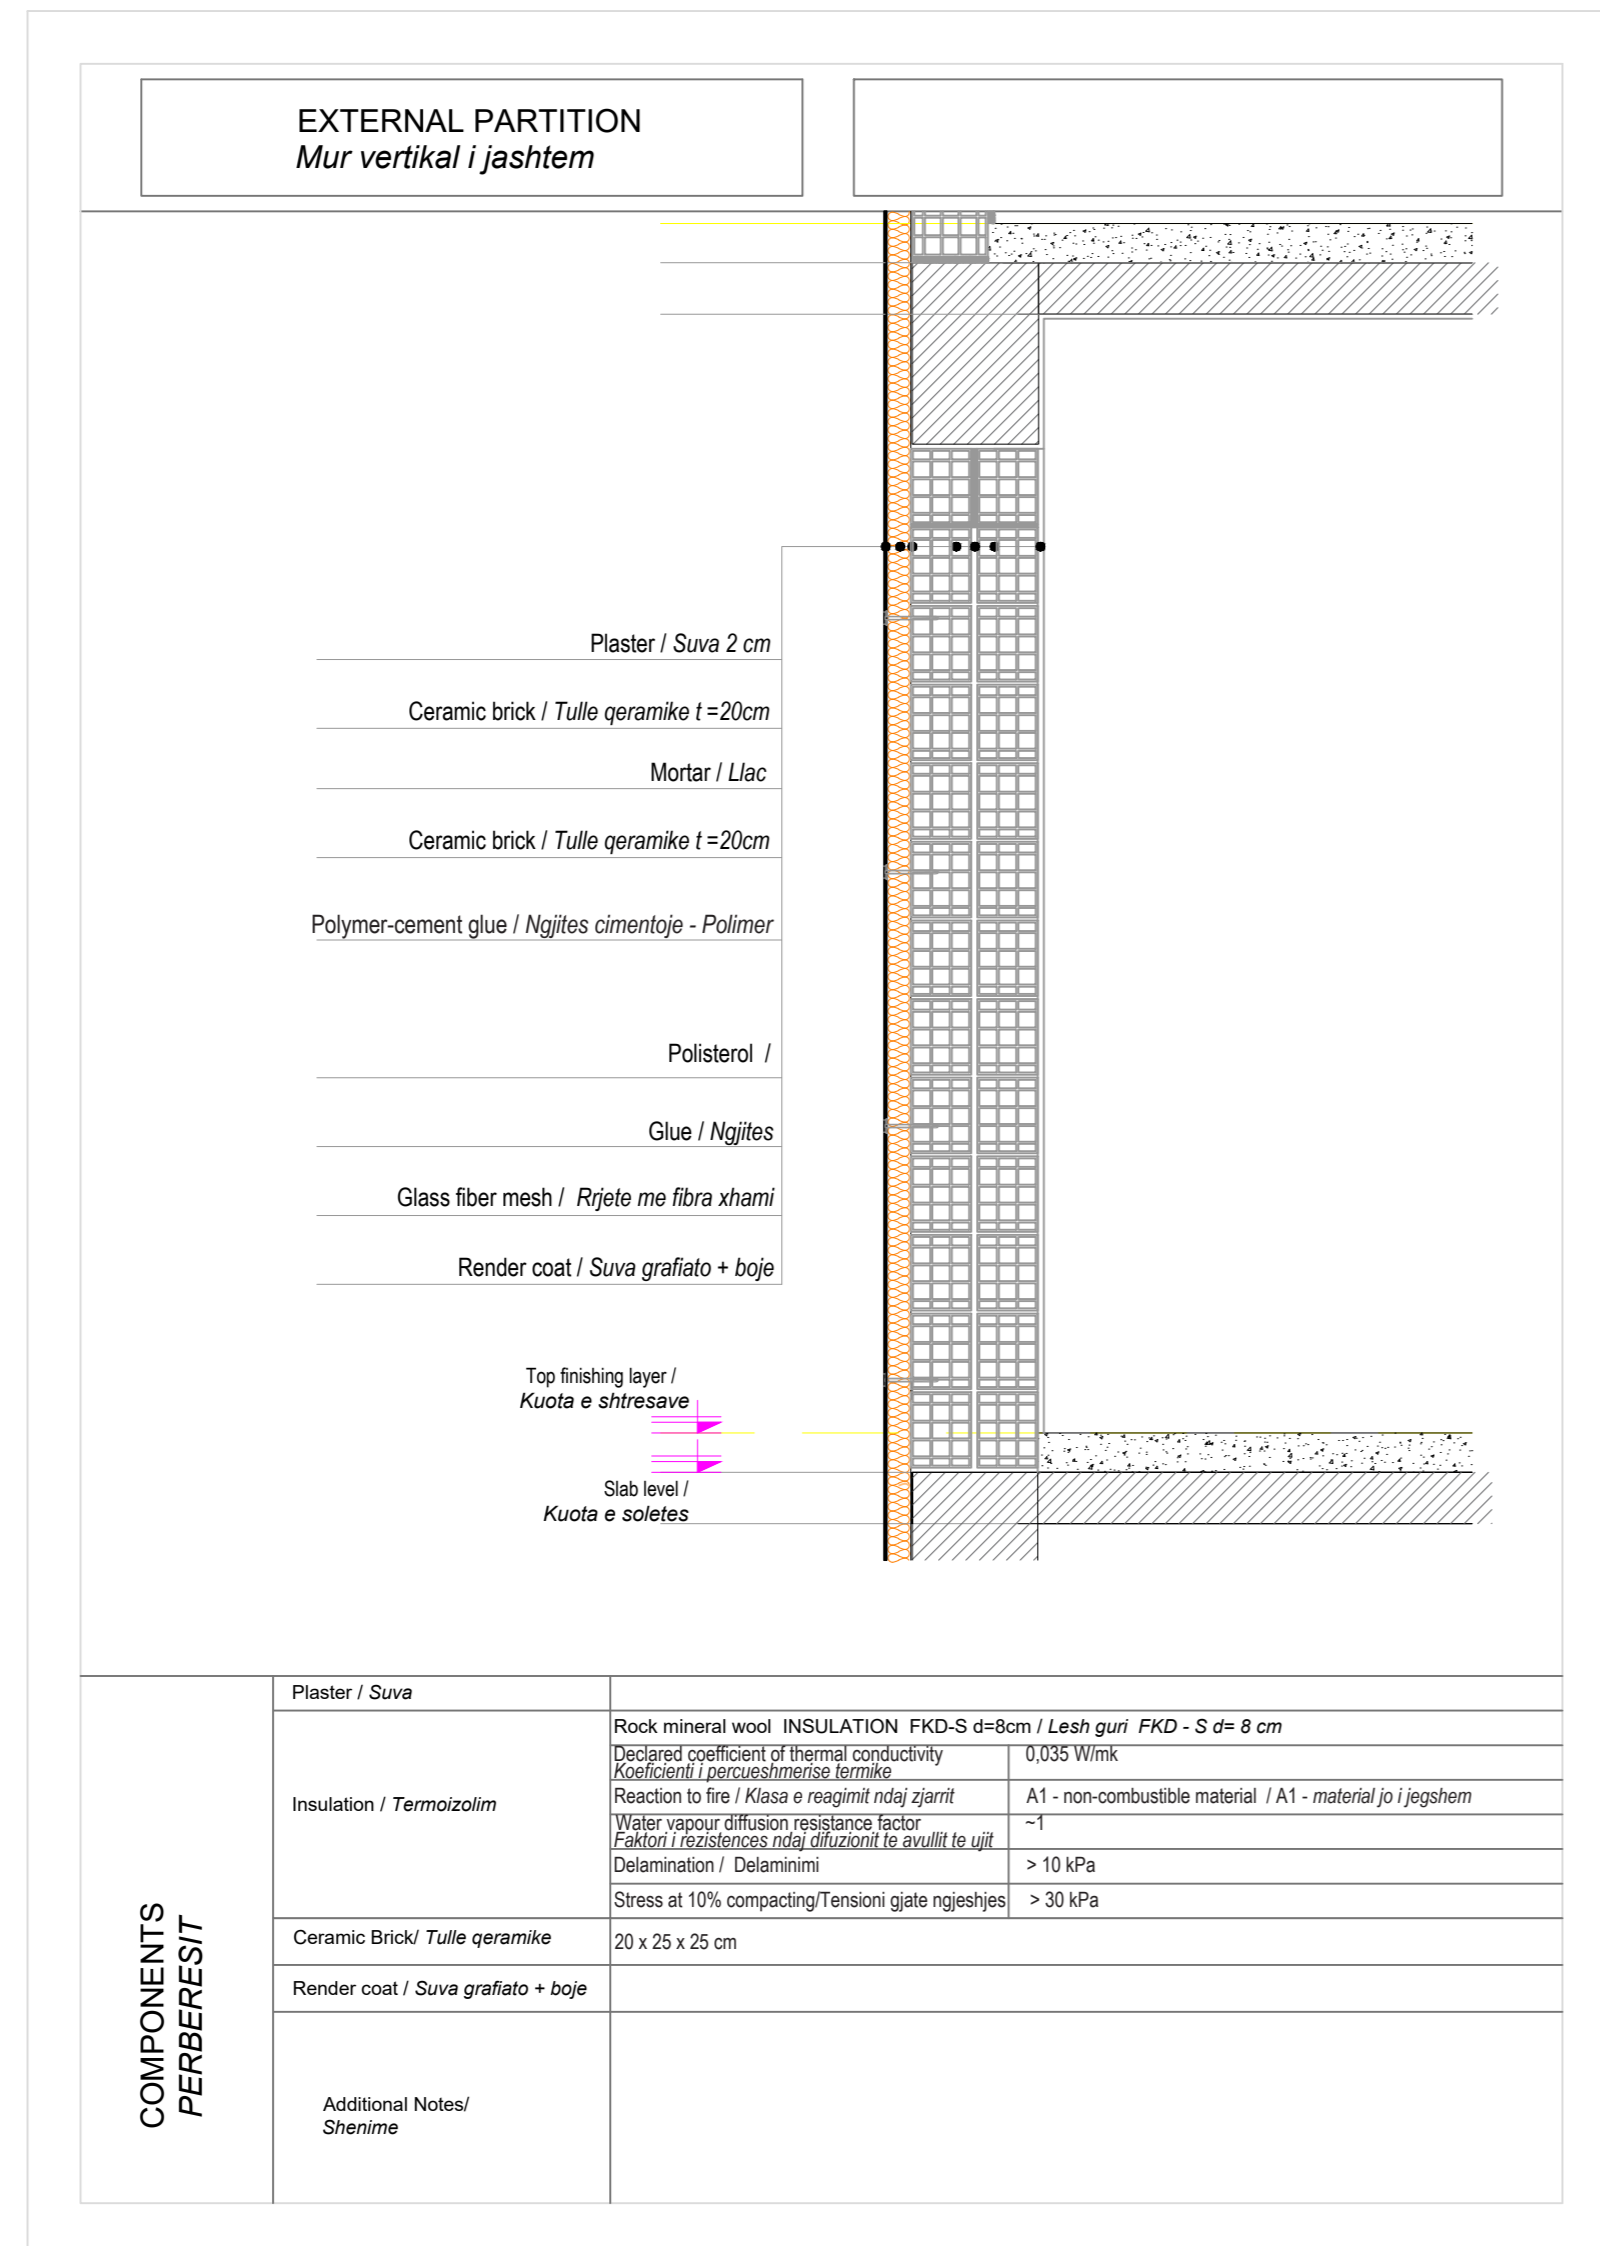 EXTERNAL PARTITION
Mur vertikal i jashtem
Plaster / Suva 2 cm
Ceramic brick / Tulle qeramike t =20cm
Mortar / Llac
Ceramic brick / Tulle qeramike t =20cm
Polymer-cement glue / Ngjites cimentoje - Polimer
Polisterol /
Glue / Ngjites
Glass fiber mesh / Rrjete me fibra xhami
Render coat / Suva grafiato + boje
Top finishing layer /
Kuota e shtresave
Slab level /
Kuota e soletes
COMPONENTS
PERBERESIT
Plaster / Suva
Insulation / Termoizolim
Rock mineral wool INSULATION FKD-S d=8cm / Lesh guri FKD - S d= 8 cm
Declared coefficient of thermal conductivity
Koeficienti i percueshmerise termike
0,035 W/mk
Reaction to fire / Klasa e reagimit ndaj zjarrit
A1 - non-combustible material / A1 - material jo i jegshem
Water vapour diffusion resistance factor
Faktori i rezistences ndaj difuzionit te avullit te ujit
~1
Delamination / Delaminimi
> 10 kPa
Stress at 10% compacting/Tensioni gjate ngjeshjes
> 30 kPa
Ceramic Brick/ Tulle qeramike
20 x 25 x 25 cm
Render coat / Suva grafiato + boje
Additional Notes/
Shenime